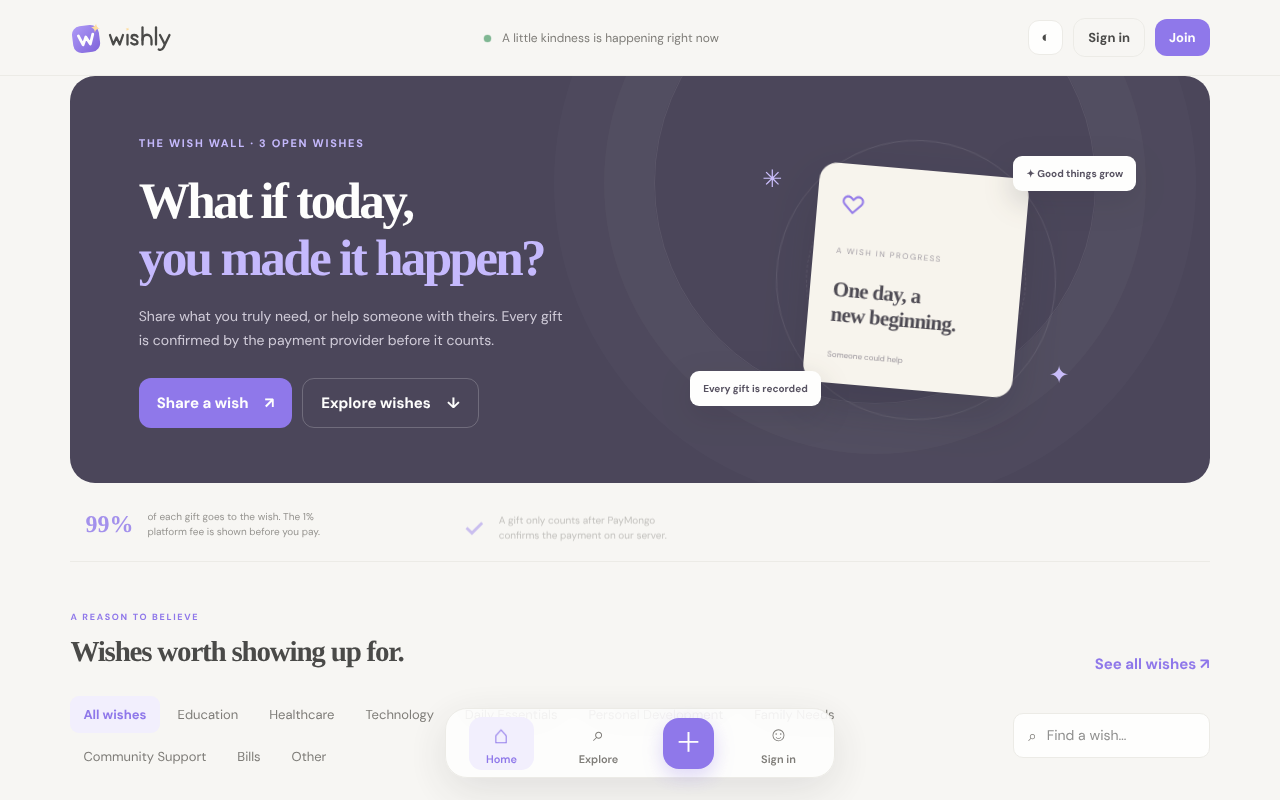 wishly
A little kindness is happening right now
Sign in
Join
THE WISH WALL · 3 OPEN WISHES
What if today,
you made it happen?
Share what you truly need, or help someone with theirs. Every gift
is confirmed by the payment provider before it counts.
Share a wish ↗
Explore wishes ↓
✦ Good things grow
A WISH IN PROGRESS
One day, a
new beginning.
Someone could help
Every gift is recorded
99%
of each gift goes to the wish. The 1%
platform fee is shown before you pay.
A gift only counts after PayMongo
confirms the payment on our server.
A REASON TO BELIEVE
Wishes worth showing up for.
See all wishes ↗
All wishes
Education
Healthcare
Technology
Daily Essentials
Personal Development
Family Needs
Community Support
Bills
Other
Find a wish...
Home
Explore
Sign in